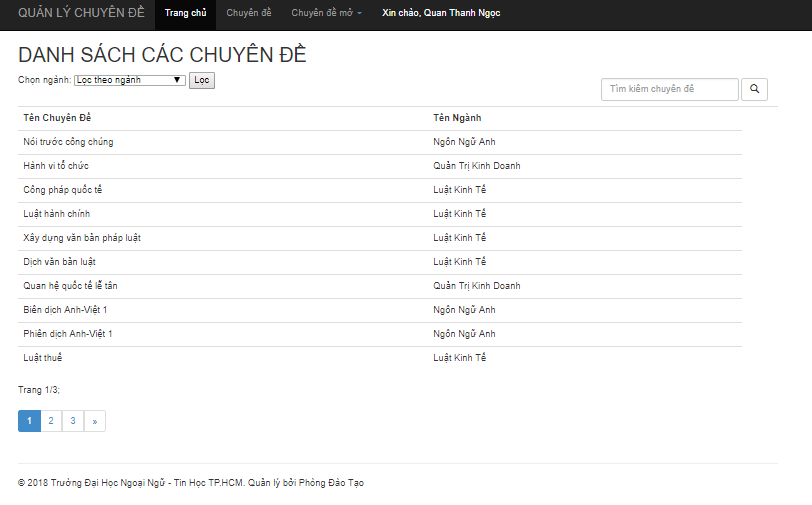 QUẢN LÝ CHUYÊN ĐỀ Trang chủ Chuyên đề Chuyên đề mở Xin chào, Quan Thanh Ngọc
DANH SÁCH CÁC CHUYÊN ĐỀ
Chọn ngành: Lọc theo ngành Lọc Tìm kiếm chuyên đề
Tên Chuyên Đề Tên Ngành
Nói trước công chúng Ngôn Ngữ Anh
Hành vi tổ chức Quản Trị Kinh Doanh
Công pháp quốc tế Luật Kinh Tế
Luật hành chính Luật Kinh Tế
Xây dựng văn bản pháp luật Luật Kinh Tế
Dịch văn bản luật Luật Kinh Tế
Quan hệ quốc tế lễ tân Quản Trị Kinh Doanh
Biên dịch Anh-Việt 1 Ngôn Ngữ Anh
Phiên dịch Anh-Việt 1 Ngôn Ngữ Anh
Luật thuế Luật Kinh Tế
Trang 1/3;
1 2 3 »
© 2018 Trường Đại Học Ngoại Ngữ - Tin Học TP.HCM. Quản lý bởi Phòng Đào Tạo